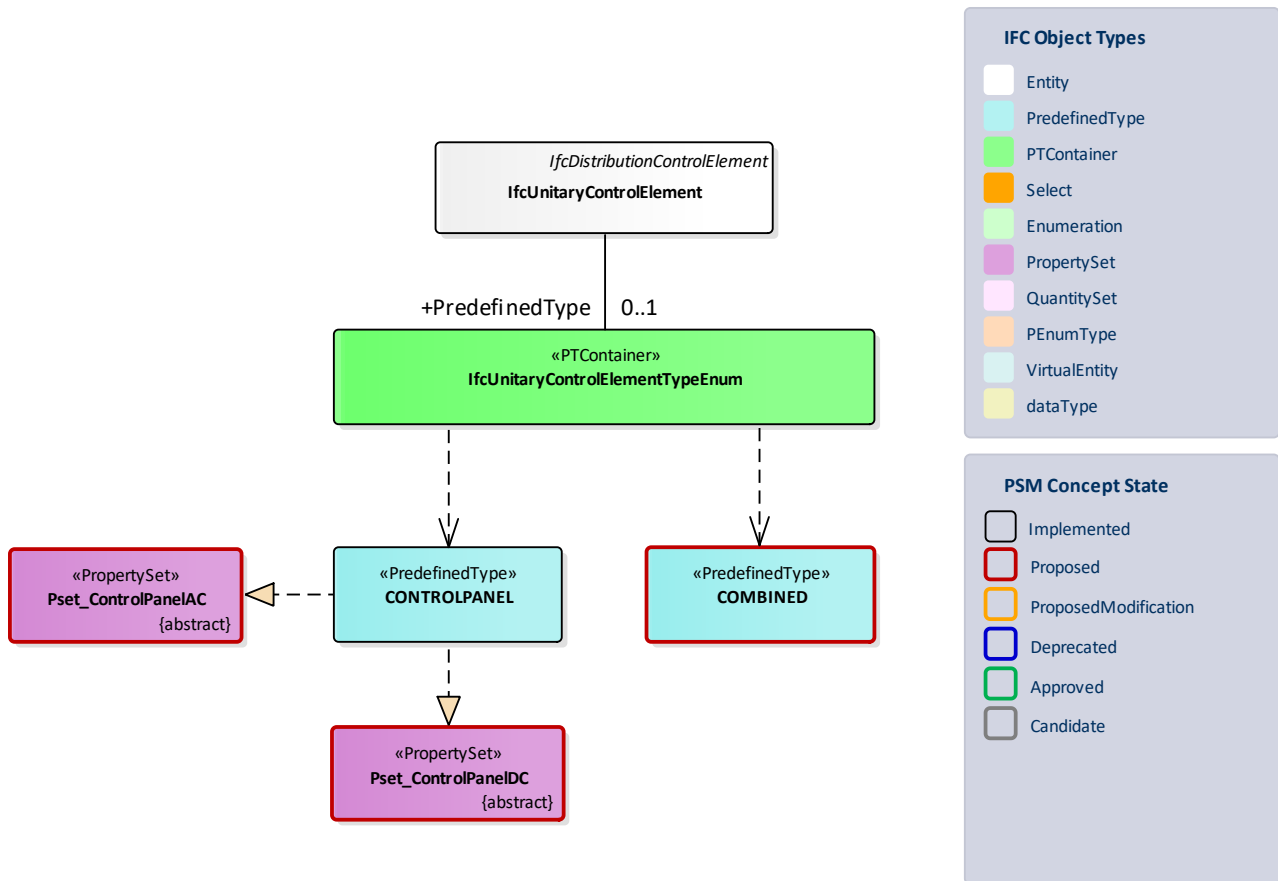 IfcDistributionControlElement
IfcUnitaryControlElement
+PredefinedType 0..1
«PTContainer»
IfcUnitaryControlElementTypeEnum
«PropertySet»
Pset_ControlPanelAC
{abstract}
«PredefinedType»
CONTROLPANEL
«PredefinedType»
COMBINED
«PropertySet»
Pset_ControlPanelDC
{abstract}
IFC Object Types
Entity
PredefinedType
PTContainer
Select
Enumeration
PropertySet
QuantitySet
PEnumType
VirtualEntity
dataType
PSM Concept State
Implemented
Proposed
ProposedModification
Deprecated
Approved
Candidate